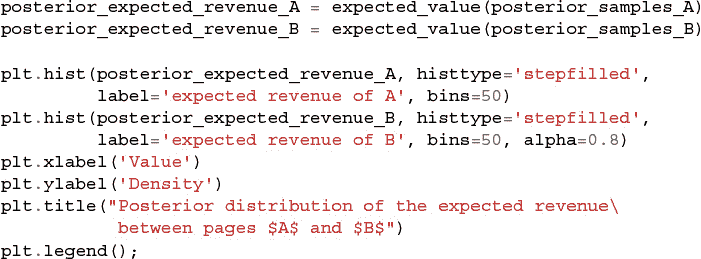 posterior_expected_revenue_A = expected_value(posterior_samples_A)
posterior_expected_revenue_B = expected_value(posterior_samples_B)
plt.hist(posterior_expected_revenue_A, histtype='stepfilled',
label='expected revenue of A', bins=50)
plt.hist(posterior_expected_revenue_B, histtype='stepfilled',
label='expected revenue of B', bins=50, alpha=0.8)
plt.xlabel('Value')
plt.ylabel('Density')
plt.title("Posterior distribution of the expected revenue\
between pages $A$ and $B$")
plt.legend();